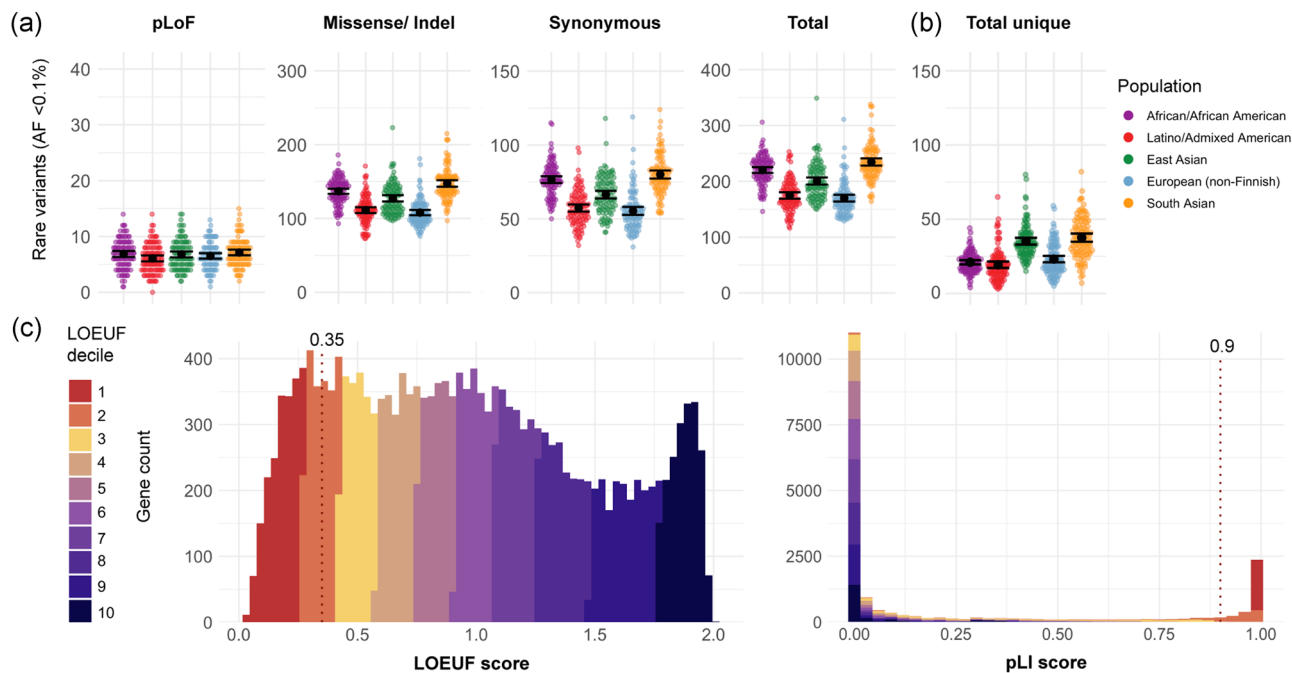 (a)
pLoF
Missense/ Indel
Synonymous
Total
(b)
Total unique
Rare variants (AF <0.1%)
40
30
20
10
0
300
200
100
0
150
100
50
0
400
300
200
100
0
150
100
50
0
Population
African/African American
Latino/Admixed American
East Asian
European (non-Finnish)
South Asian
(c)
LOEUF
decile
1
2
3
4
5
6
7
8
9
10
Gene count
400
300
200
100
0
0.35
0.0
0.5
1.0
1.5
2.0
LOEUF score
10000
7500
5000
2500
0
0.9
0.00
0.25
0.50
0.75
1.00
pLI score